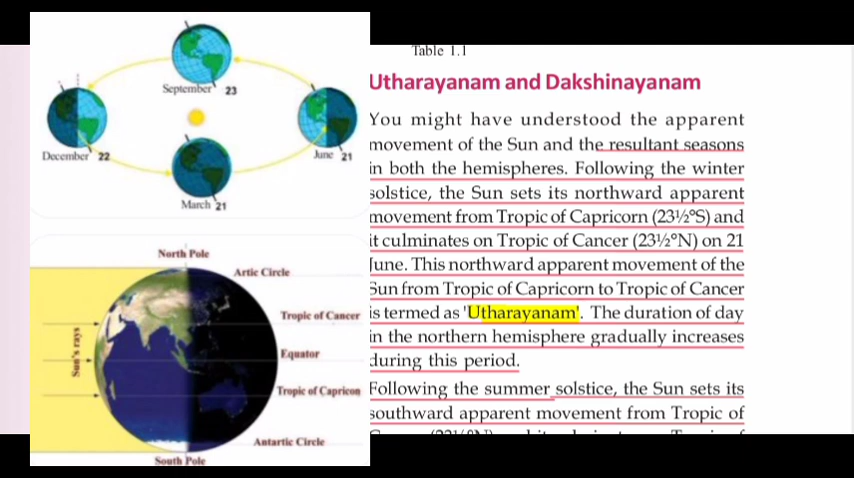 September 23
December 22
June 21
March 21
North Pole
Artic Circle
Tropic of Cancer
Sun's rays
Equator
Tropic of Capricon
Antartic Circle
South Pole
Table 1.1
Utharayanam and Dakshinayanam
You might have understood the apparent
movement of the Sun and the resultant seasons
in both the hemispheres. Following the winter
solstice, the Sun sets its northward apparent
movement from Tropic of Capricorn (23½°S) and
it culminates on Tropic of Cancer (23½°N) on 21
June. This northward apparent movement of the
Sun from Tropic of Capricorn to Tropic of Cancer
is termed as 'Utharayanam'. The duration of day
in the northern hemisphere gradually increases
during this period.
Following the summer solstice, the Sun sets its
southward apparent movement from Tropic of